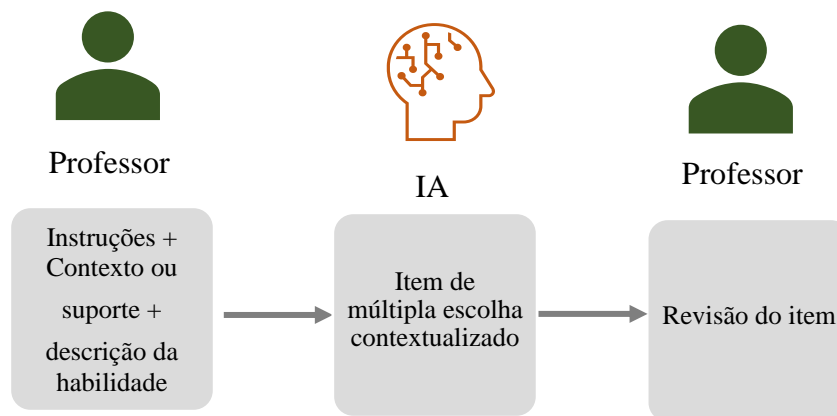 Professor
IA
Professor
Instruções +
Contexto ou
suporte +
descrição da
habilidade
Item de
múltipla escolha
contextualizado
Revisão do item